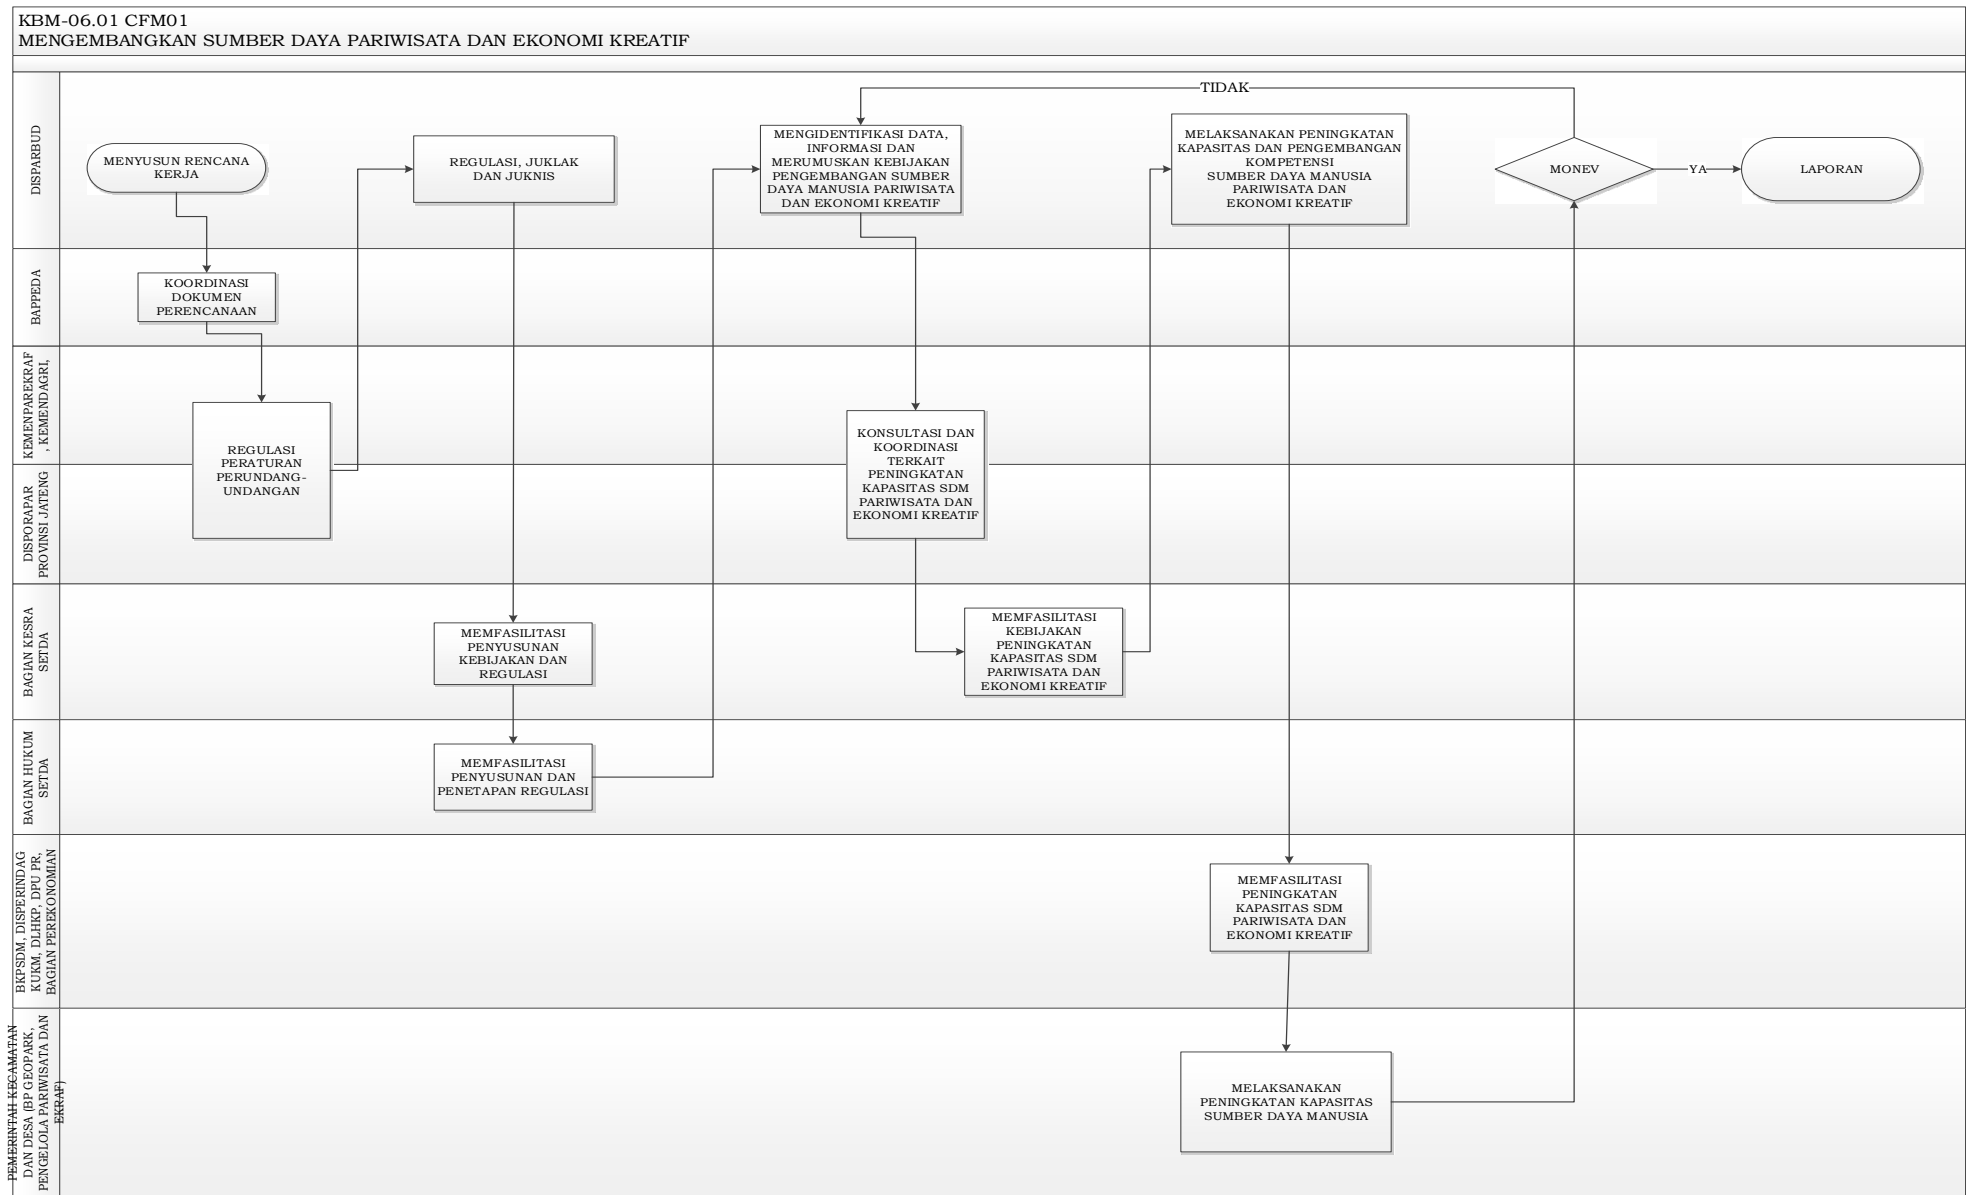 KBM-06.01 CFM01
MENGEMBANGKAN SUMBER DAYA PARIWISATA DAN EKONOMI KREATIF
DISPARBUD
MENYUSUN RENCANA
KERJA
REGULASI, JUKLAK
DAN JUKNIS
MENGIDENTIFIKASI DATA,
INFORMASI DAN
MERUMUSKAN KEBIJAKAN
PENGEMBANGAN SUMBER
DAYA MANUSIA PARIWISATA
DAN EKONOMI KREATIF
TIDAK
MELAKSANAKAN PENINGKATAN
KAPASITAS DAN PENGEMBANGAN
KOMPETENSI
SUMBER DAYA MANUSIA
PARIWISATA DAN
EKONOMI KREATIF
MONEV
YA
LAPORAN
BAPPEDA
KOORDINASI
DOKUMEN
PERENCANAAN
KEMENPAREKRAF
, KEMENDAGRI,
DISPORAPAR
PROVINSI JATENG
REGULASI
PERATURAN
PERUNDANG-
UNDANGAN
KONSULTASI DAN
KOORDINASI
TERKAIT
PENINGKATAN
KAPASITAS SDM
PARIWISATA DAN
EKONOMI KREATIF
BAGIAN KESRA
SETDA
MEMFASILITASI
PENYUSUNAN
KEBIJAKAN DAN
REGULASI
MEMFASILITASI
KEBIJAKAN
PENINGKATAN
KAPASITAS SDM
PARIWISATA DAN
EKONOMI KREATIF
BAGIAN HUKUM
SETDA
MEMFASILITASI
PENYUSUNAN DAN
PENETAPAN REGULASI
BKPSDM, DISPERINDAG
KUKM, DLHKP, DPU PR,
BAGIAN PEREKONOMIAN
MEMFASILITASI
PENINGKATAN
KAPASITAS SDM
PARIWISATA DAN
EKONOMI KREATIF
PEMERINTAH KECAMATAN
DAN DESA (BP GEOPARK,
PENGELOLA PARIWISATA DAN
EKRAF)
MELAKSANAKAN
PENINGKATAN KAPASITAS
SUMBER DAYA MANUSIA